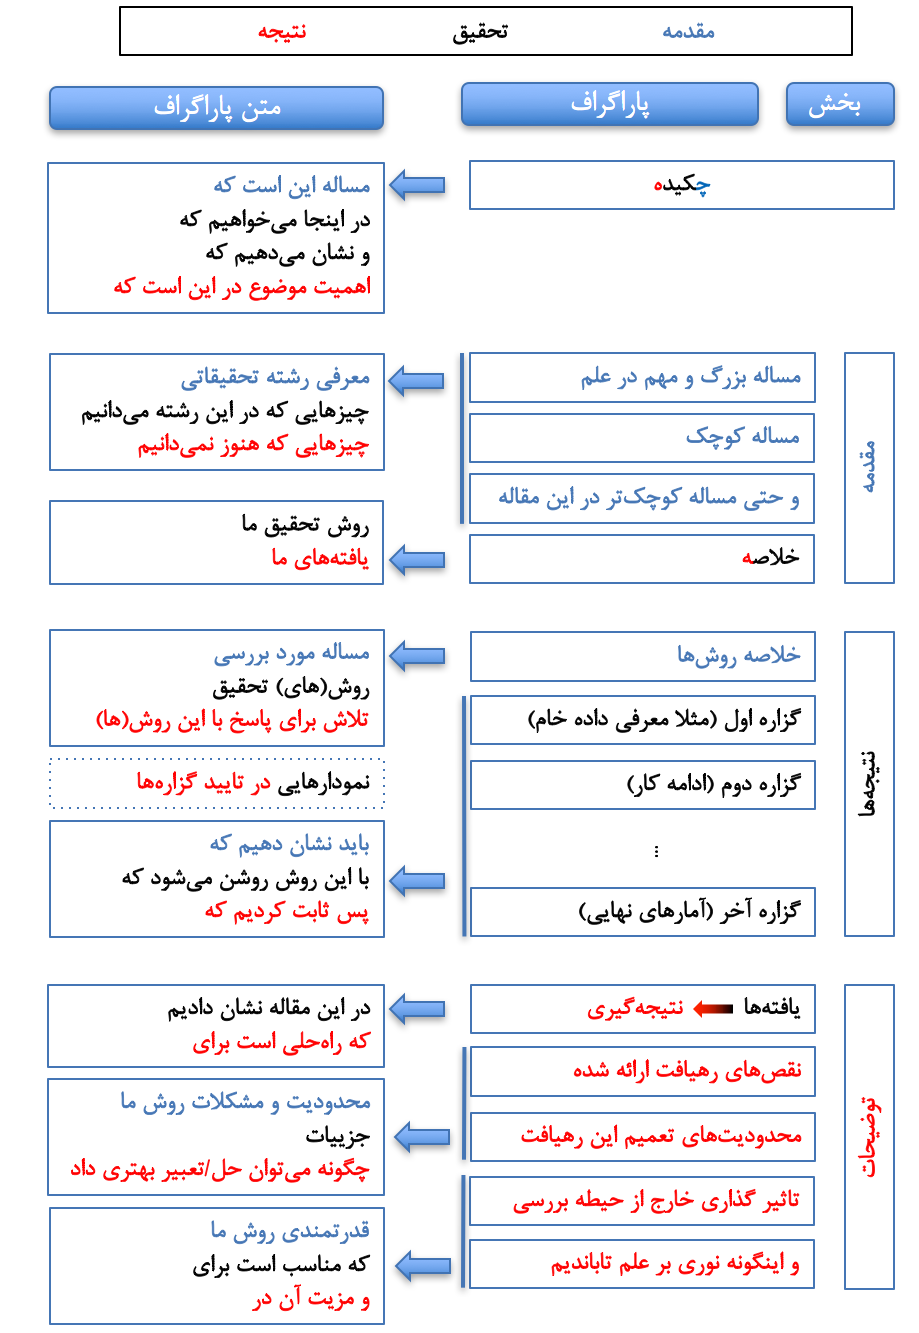 مقدمه تحقیق نتیجه
بخش پاراگراف متن پاراگراف
چکیده
مساله این است که
در اینجا می‌خواهیم که
و نشان می‌دهیم که
اهمیت موضوع در این است که
مقدمه
مساله بزرگ و مهم در علم
مساله کوچک
و حتی مساله کوچک‌تر در این مقاله
خلاصه
معرفی رشته تحقیقاتی
چیزهایی که در این رشته می‌دانیم
چیزهایی که هنوز نمی‌دانیم
روش تحقیق ما
یافته‌های ما
نتیجه‌ها
خلاصه روش‌ها
گزاره اول (مثلا معرفی داده خام)
گزاره دوم (ادامه کار)
...
گزاره آخر (آمارهای نهایی)
مساله مورد بررسی
روش(های) تحقیق
تلاش برای پاسخ با این روش(ها)
نمودارهایی در تایید گزاره‌ها
باید نشان دهیم که
با این روش روشن می‌شود که
پس ثابت کردیم که
توضیحات
یافته‌ها نتیجه‌گیری
نقص‌های رهیافت ارائه شده
محدودیت‌های تعمیم این رهیافت
تاثیر گذاری خارج از حیطه بررسی
و اینگونه نوری بر علم تاباندیم
در این مقاله نشان دادیم
که راه‌حلی است برای
محدودیت و مشکلات روش ما
جزییات
چگونه می‌توان حل/تعبیر بهتری داد
قدرتمندی روش ما
که مناسب است برای
و مزیت آن در